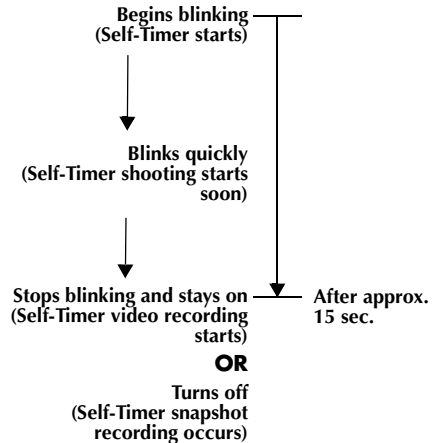 Begins blinking
(Self-Timer starts)
Blinks quickly
(Self-Timer shooting starts
soon)
Stops blinking and stays on
(Self-Timer video recording
starts)
After approx.
15 sec.
OR
Turns off
(Self-Timer snapshot
recording occurs)